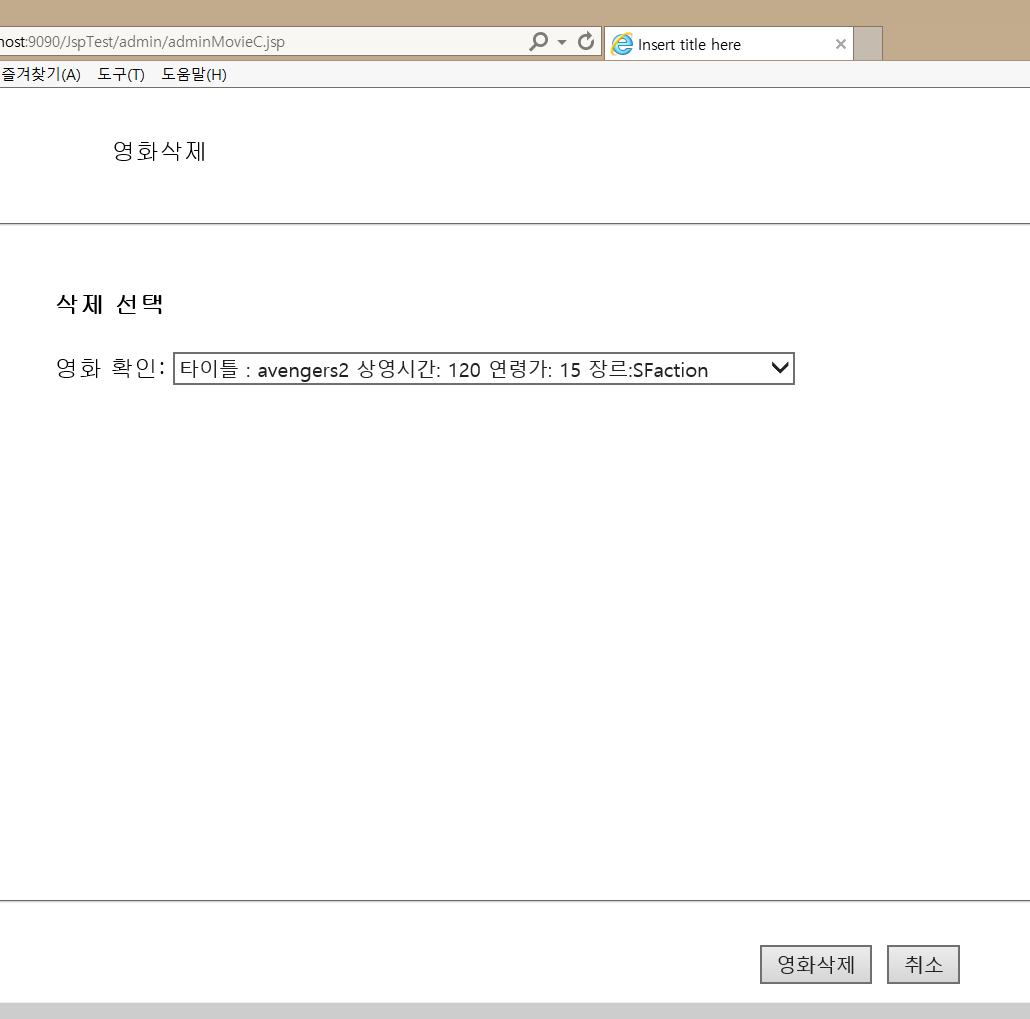 host:9090/JspTest/admin/adminMovieC.jsp
Insert title here
즐겨찾기(A) 도구(T) 도움말(H)
영화삭제
삭제 선택
영화 확인: 타이틀 : avengers2 상영시간: 120 연령가: 15 장르:SFaction
영화삭제 취소